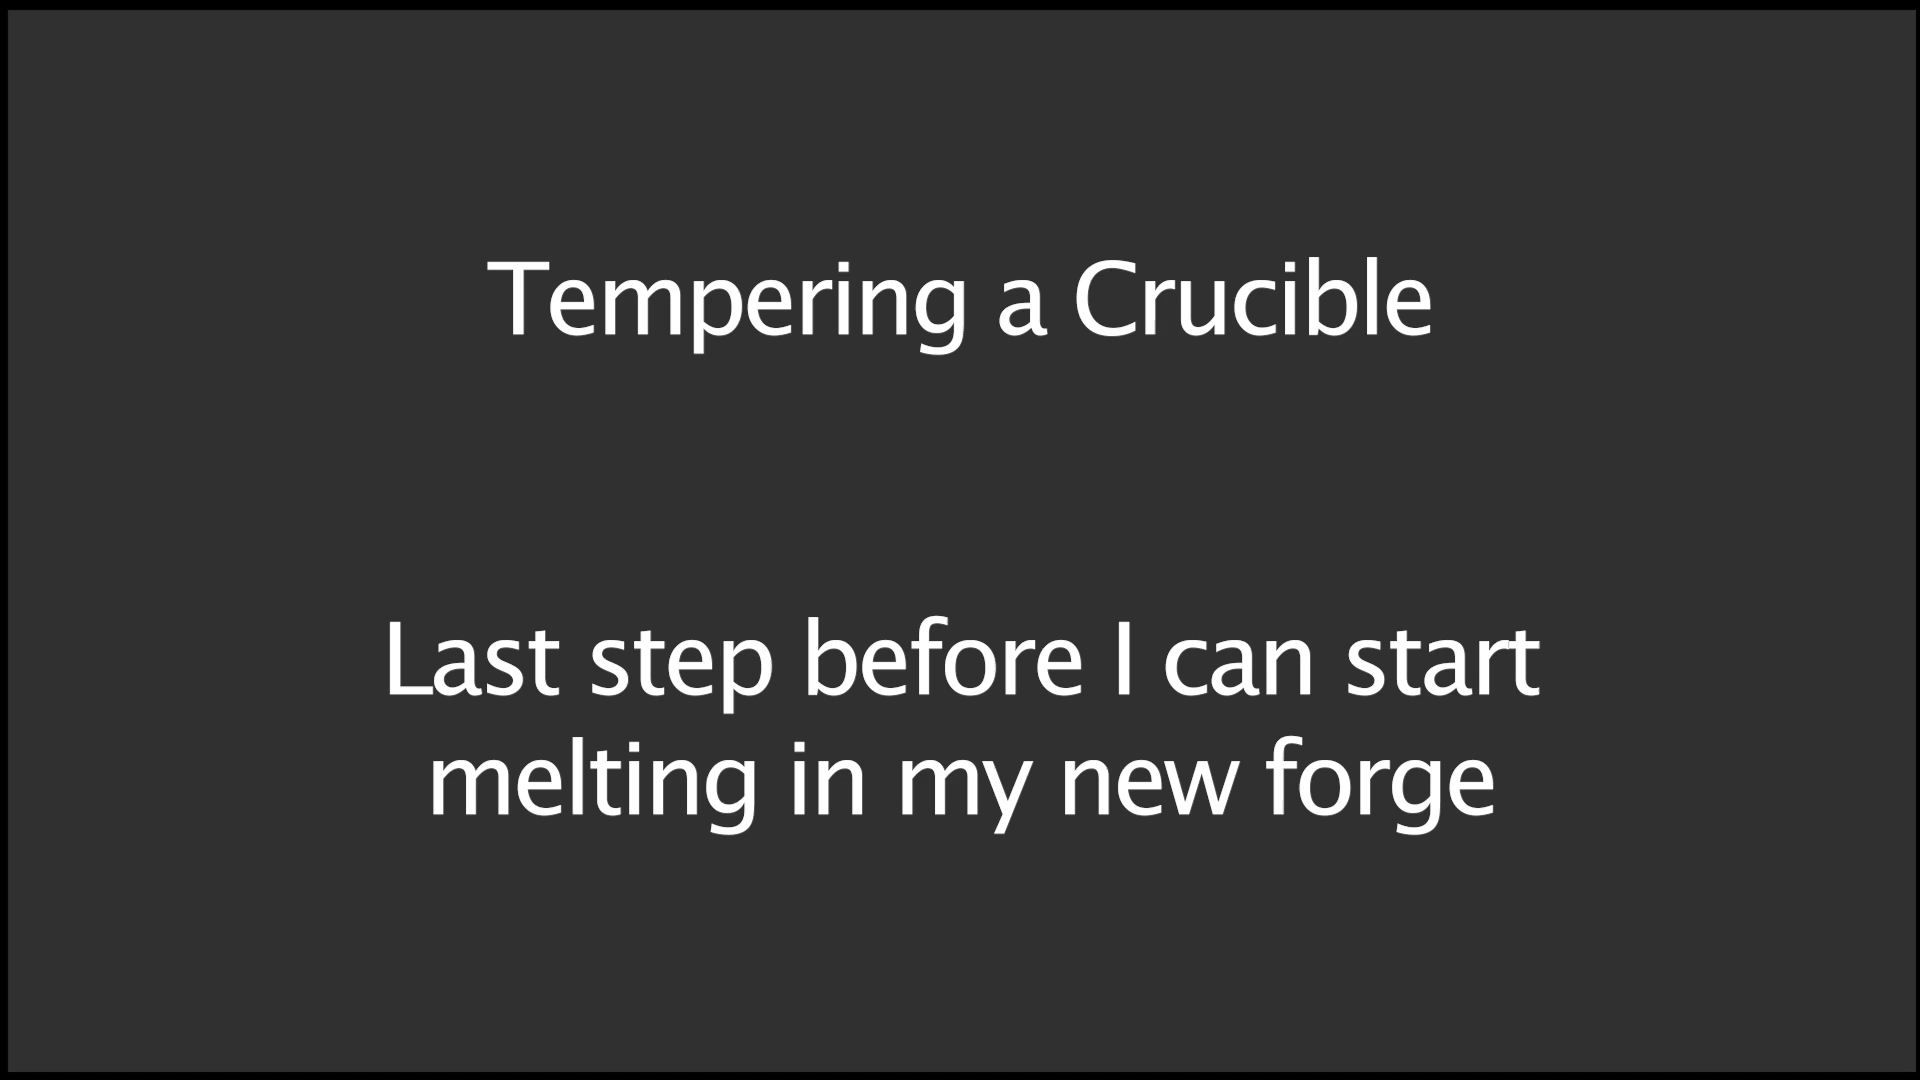 Tempering a Crucible
Last step before I can start
melting in my new forge